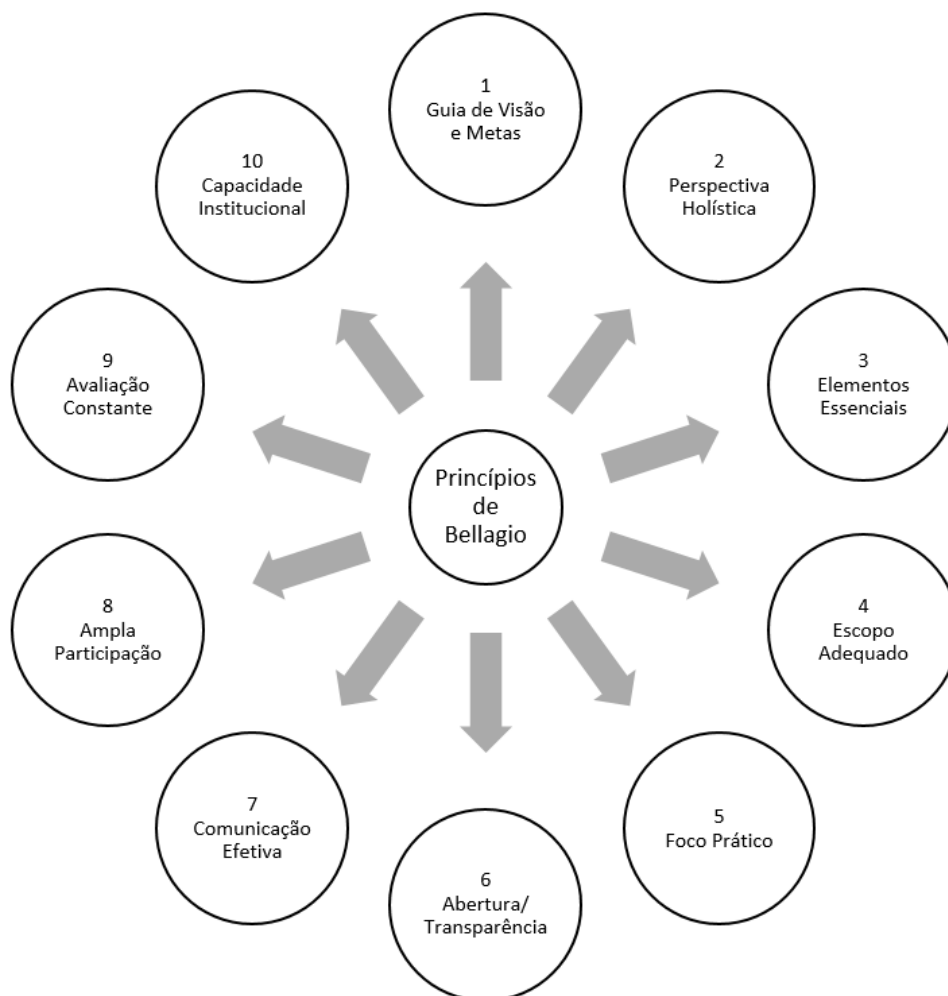 1
Guia de Visão
e Metas
2
Perspectiva
Holística
3
Elementos
Essenciais
4
Escopo
Adequado
5
Foco Prático
6
Abertura/
Transparência
7
Comunicação
Efetiva
8
Ampla
Participação
9
Avaliação
Constante
10
Capacidade
Institucional
Princípios
de
Bellagio